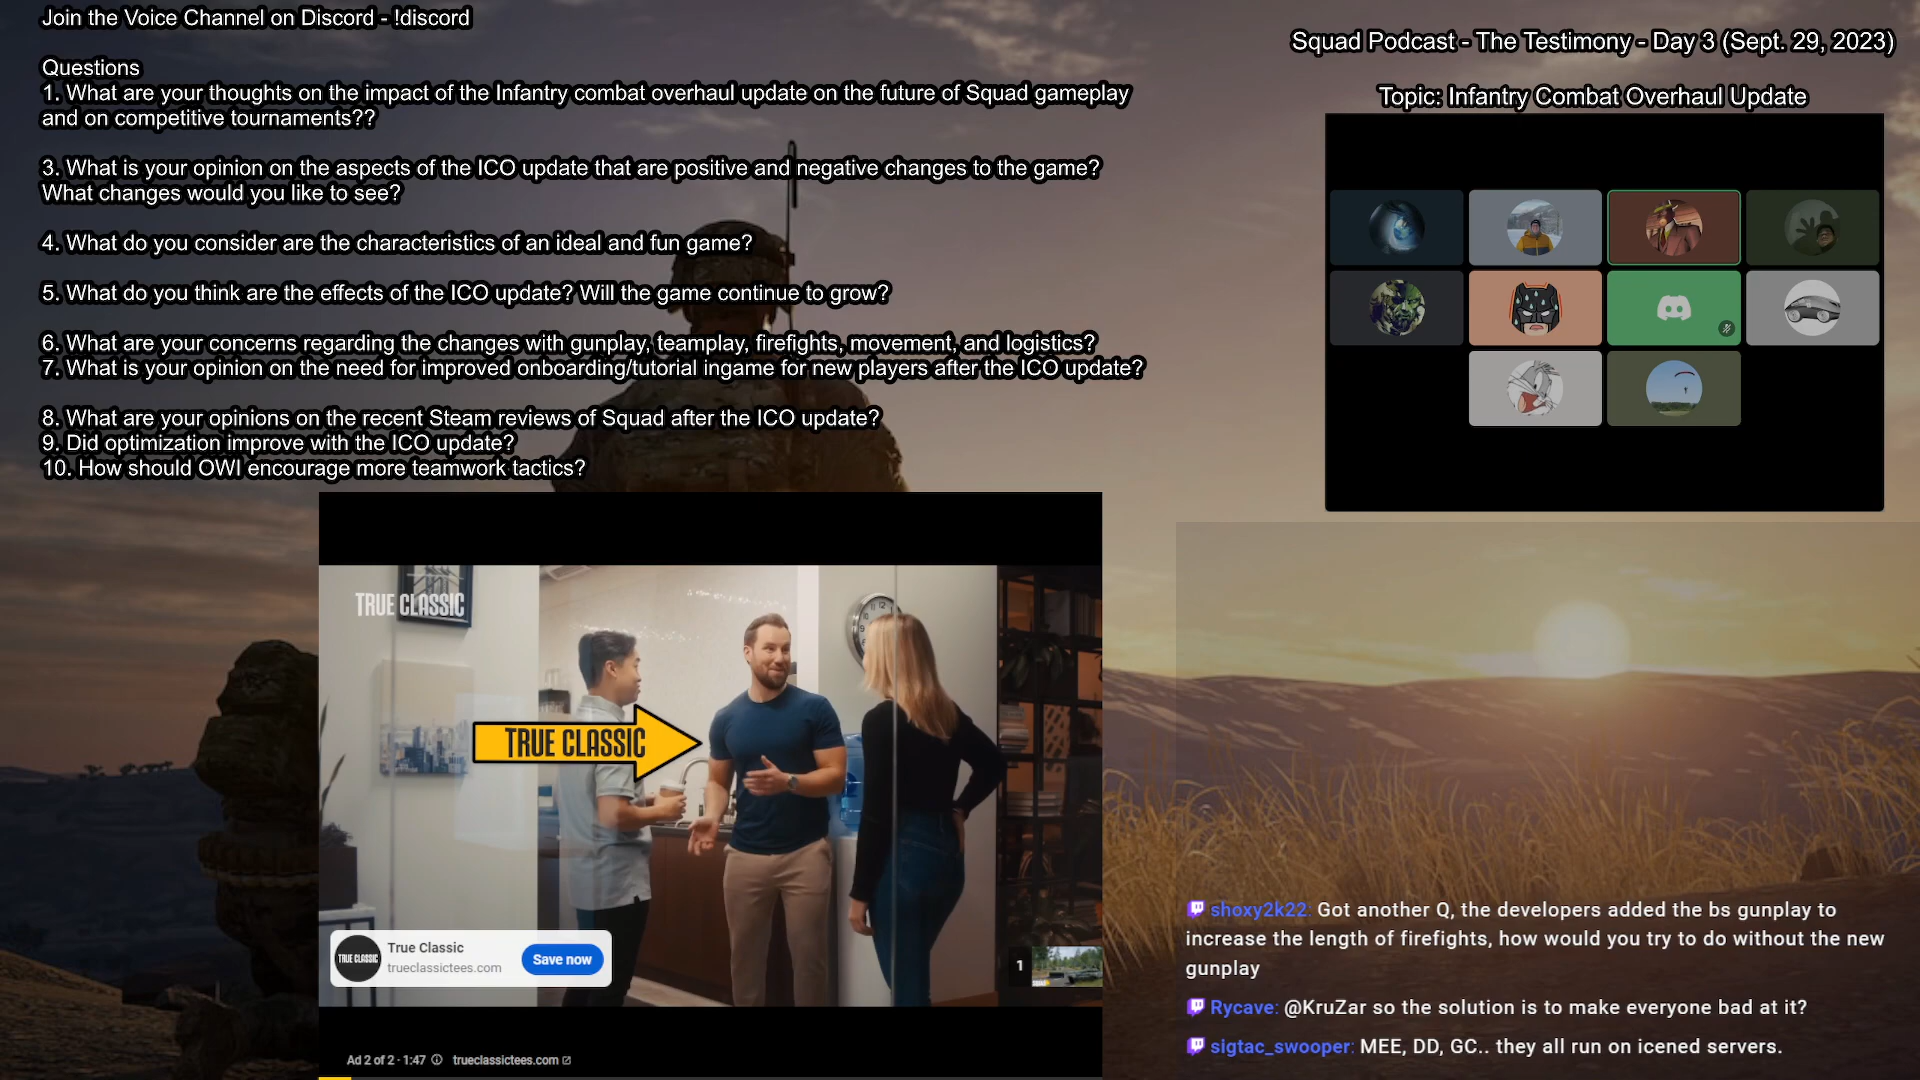 Join the Voice Channel on Discord - !discord
Questions
1. What are your thoughts on the impact of the Infantry combat overhaul update on the future of Squad gameplay
and on competitive tournaments??
3. What is your opinion on the aspects of the ICO update that are positive and negative changes to the game?
What changes would you like to see?
4. What do you consider are the characteristics of an ideal and fun game?
5. What do you think are the effects of the ICO update? Will the game continue to grow?
6. What are your concerns regarding the changes with gunplay, teamplay, firefights, movement, and logistics?
7. What is your opinion on the need for improved onboarding/tutorial ingame for new players after the ICO update?
8. What are your opinions on the recent Steam reviews of Squad after the ICO update?
9. Did optimization improve with the ICO update?
10. How should OWI encourage more teamwork tactics?
Squad Podcast - The Testimony - Day 3 (Sept. 29, 2023)
Topic: Infantry Combat Overhaul Update
TRUE CLASSIC
TRUE CLASSIC
TRUE CLASSIC
True Classic
trueclassictees.com
Save now
1
Ad 2 of 2 · 1:47
trueclassictees.com
shoxy2k22: Got another Q, the developers added the bs gunplay to
increase the length of firefights, how would you try to do without the new
gunplay
Rycave: @KruZar so the solution is to make everyone bad at it?
sigtac_swooper: MEE, DD, GC.. they all run on icened servers.